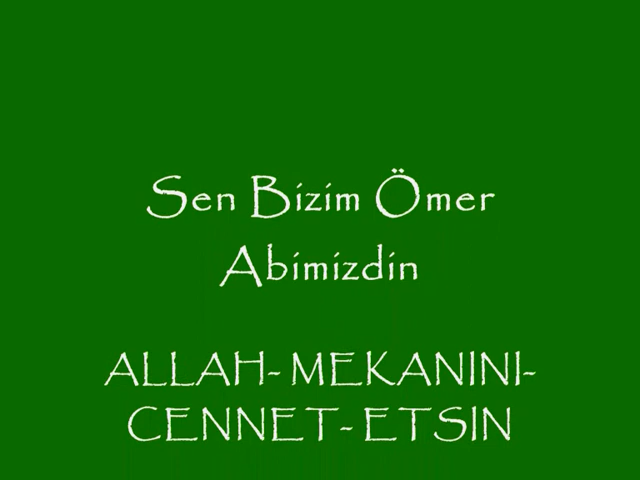 Sen Bizim Ömer
Abimizdin
ALLAH- MEKANINI-
CENNET- ETSIN